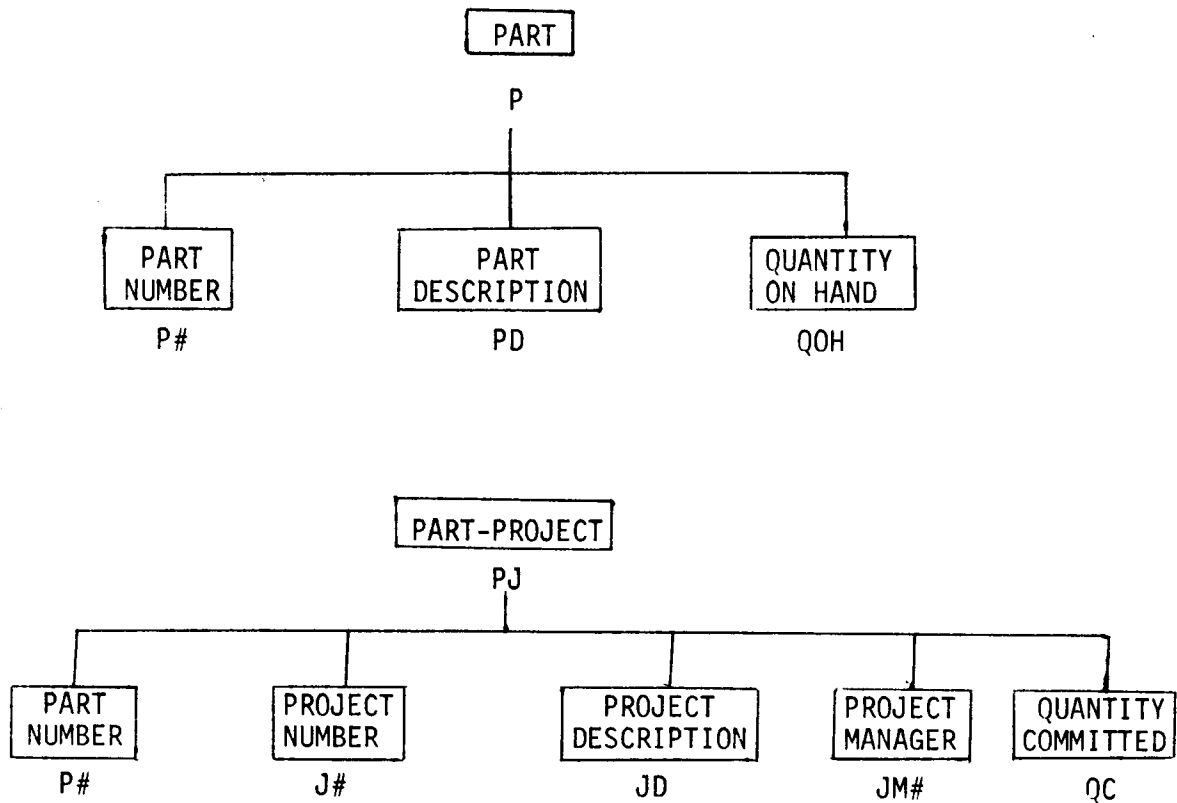 PART
P
PART NUMBER
P#
PART DESCRIPTION
PD
QUANTITY ON HAND
QOH
PART-PROJECT
PJ
PART NUMBER
P#
PROJECT NUMBER
J#
PROJECT DESCRIPTION
JD
PROJECT MANAGER
JM#
QUANTITY COMMITTED
QC